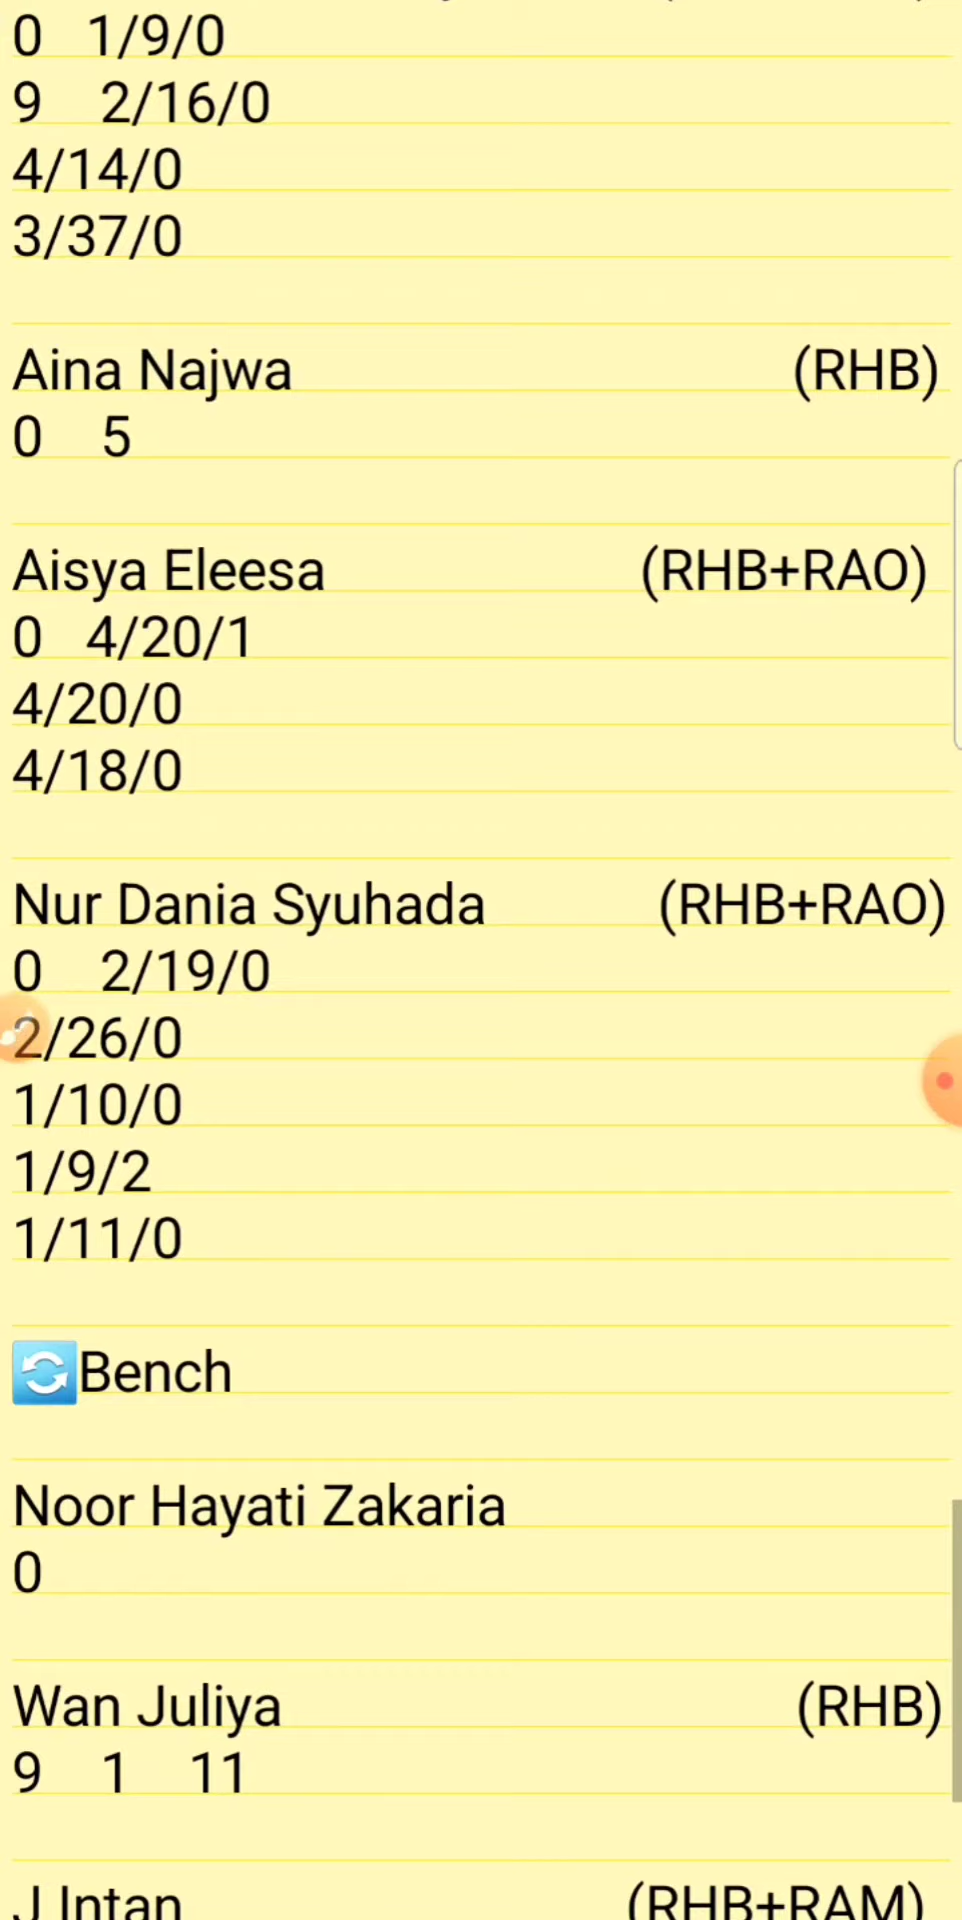 0 1/9/0
9 2/16/0
4/14/0
3/37/0
Aina Najwa (RHB)
0 5
Aisya Eleesa (RHB+RAO)
0 4/20/1
4/20/0
4/18/0
Nur Dania Syuhada (RHB+RAO)
0 2/19/0
2/26/0
1/10/0
1/9/2
1/11/0
Bench
Noor Hayati Zakaria
0
Wan Juliya (RHB)
9 1 11
J Intan (RHB+RAM)